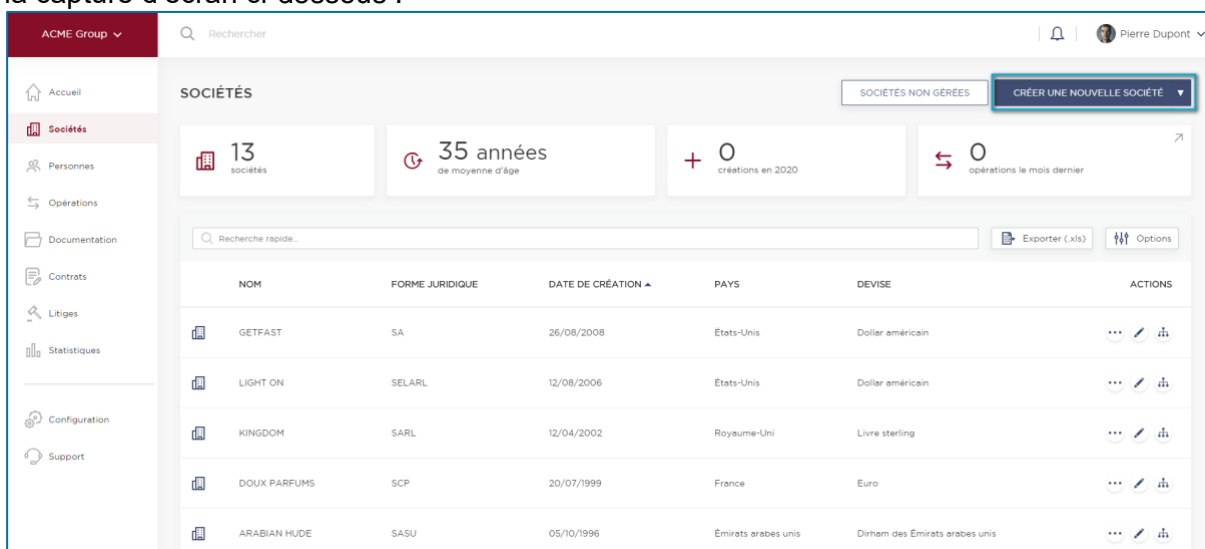 la capture d'écran ci-dessous :
ACME Group
Rechercher
Pierre Dupont
Accueil
Sociétés
Personnes
Opérations
Documentation
Contrats
Litiges
Statistiques
Configuration
Support
SOCIÉTÉS
SOCIÉTÉS NON GÉRÉES
CRÉER UNE NOUVELLE SOCIÉTÉ
13
sociétés
35 années
de moyenne d'âge
0
créations en 2020
0
opérations le mois dernier
Recherche rapide...
Exporter (.xls)
Options
NOM FORME JURIDIQUE DATE DE CRÉATION PAYS DEVISE ACTIONS
GETFAST SA 26/08/2008 États-Unis Dollar américain
LIGHT ON SELARL 12/08/2006 États-Unis Dollar américain
KINGDOM SARL 12/04/2002 Royaume-Uni Livre sterling
DOUX PARFUMS SCP 20/07/1999 France Euro
ARABIAN HUDE SASU 05/10/1996 Émirats arabes unis Dirham des Émirats arabes unis